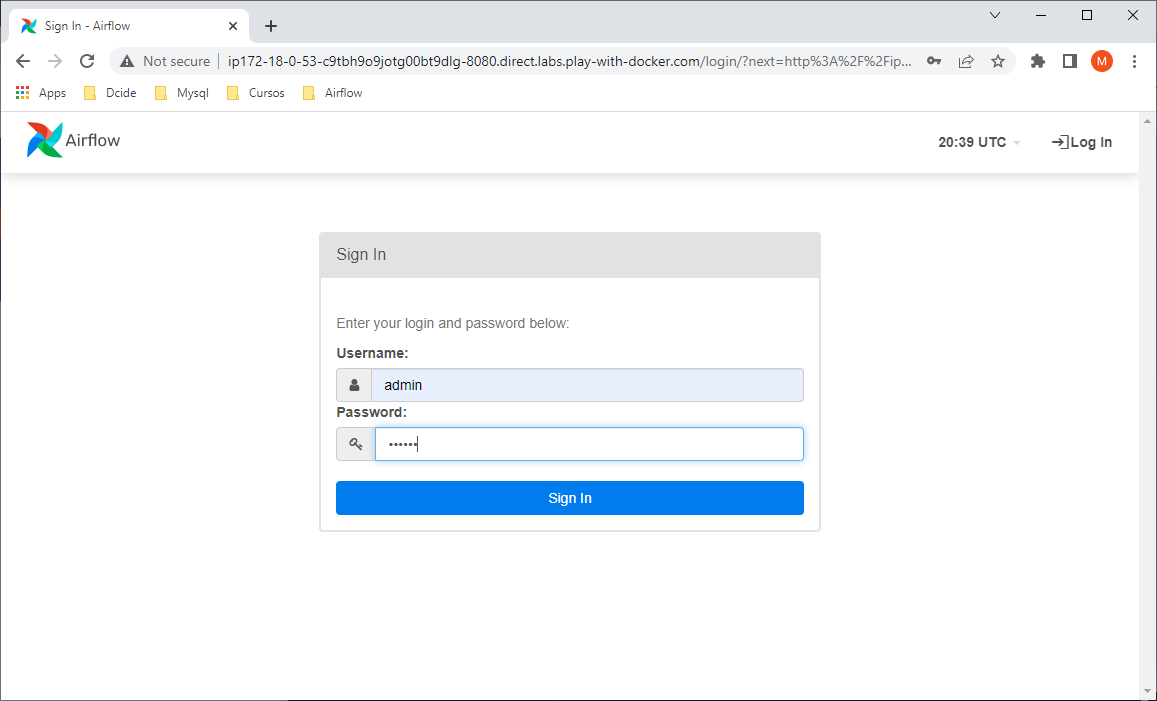 Sign In - Airflow
Not secure ip172-18-0-53-c9tbh9o9jotg00bt9dlg-8080.direct.labs.play-with-docker.com/login/?next=http%3A%2F%2Fip... M
Apps Dcide Mysql Cursos Airflow
Airflow 20:39 UTC Log In
Sign In
Enter your login and password below:
Username:
admin
Password:
••••••
Sign In